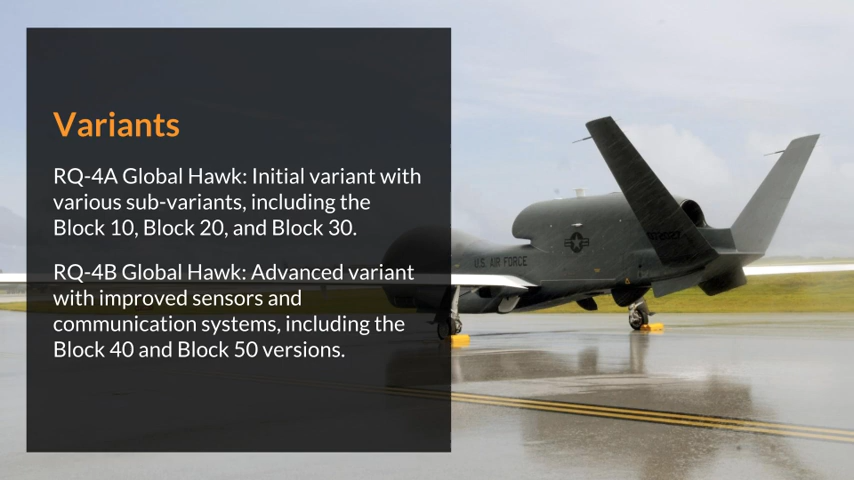 Variants
RQ-4A Global Hawk: Initial variant with
various sub-variants, including the
Block 10, Block 20, and Block 30.
RQ-4B Global Hawk: Advanced variant
with improved sensors and
communication systems, including the
Block 40 and Block 50 versions.
U.S. AIR FORCE